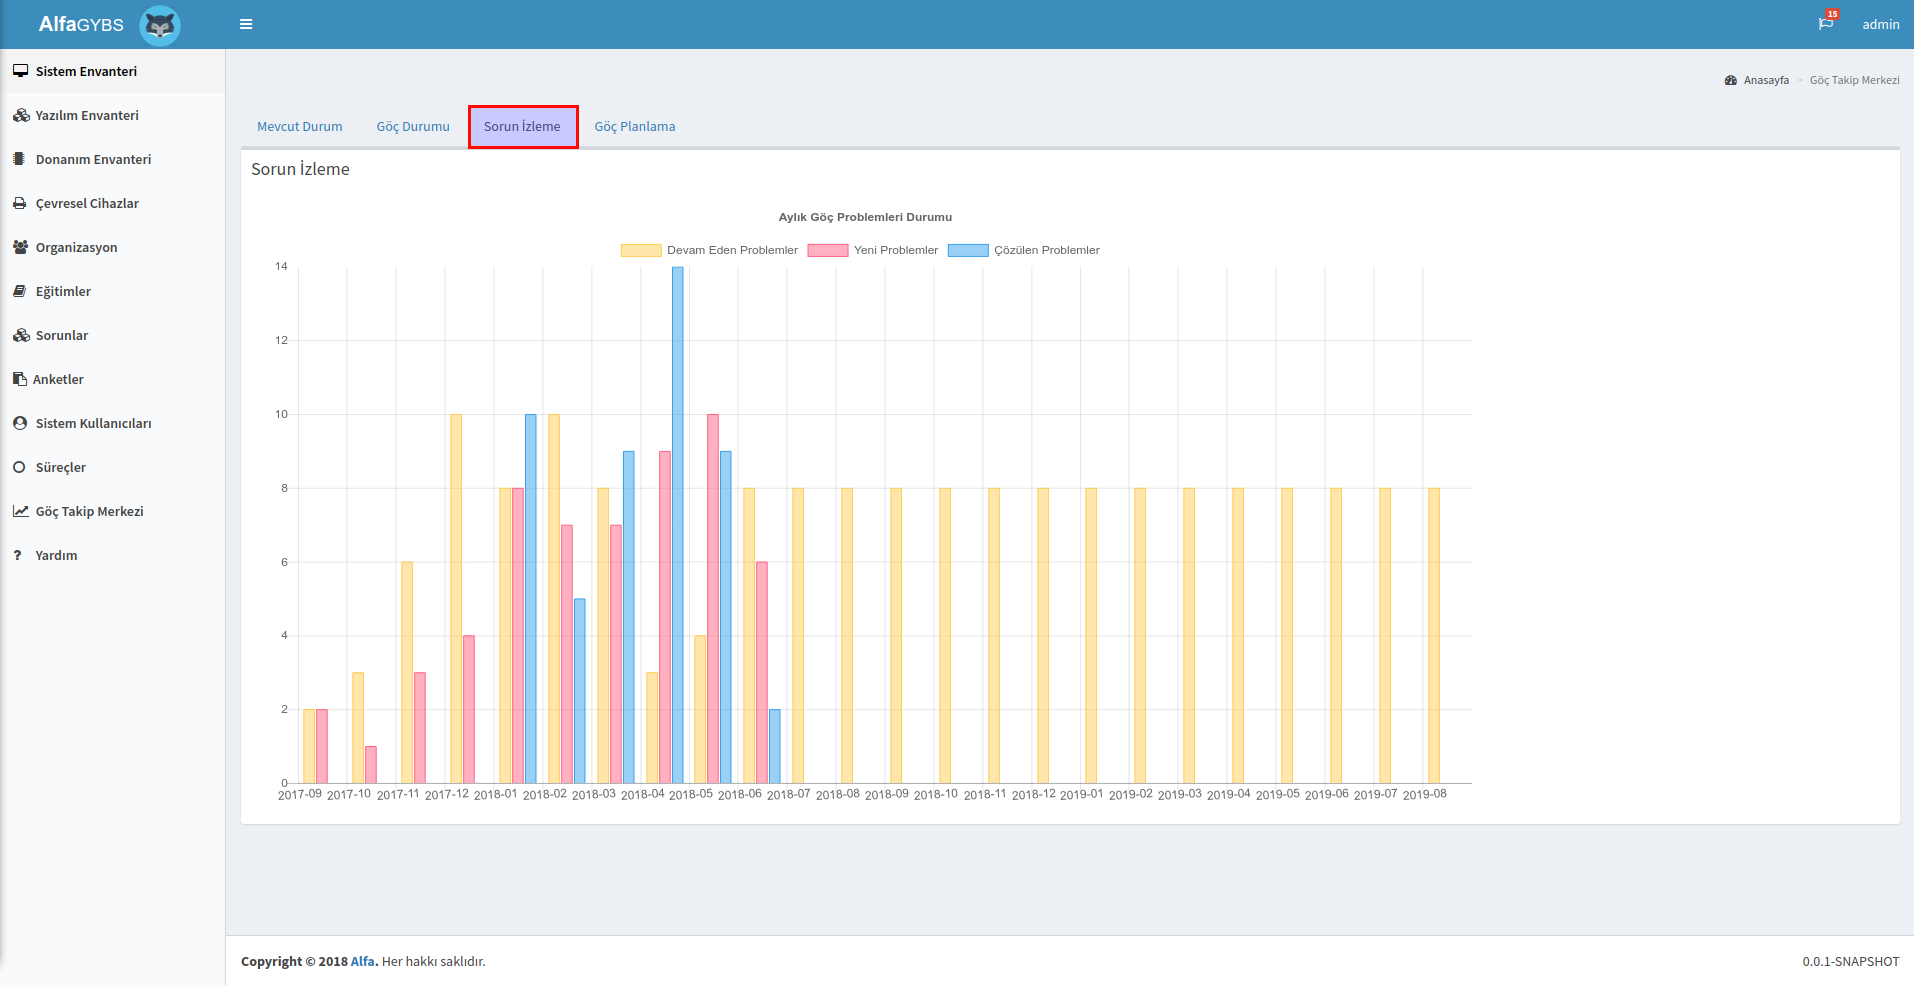 AlfaGYBS
15
admin
Sistem Envanteri
Yazılım Envanteri
Donanım Envanteri
Çevresel Cihazlar
Organizasyon
Eğitimler
Sorunlar
Anketler
Sistem Kullanıcıları
Süreçler
Göç Takip Merkezi
? Yardım
Anasayfa > Göç Takip Merkezi
Mevcut Durum Göç Durumu Sorun İzleme Göç Planlama
Sorun İzleme
Aylık Göç Problemleri Durumu
Devam Eden Problemler Yeni Problemler Çözülen Problemler
14
12
10
8
6
4
2
0
2017-09 2017-10 2017-11 2017-12 2018-01 2018-02 2018-03 2018-04 2018-05 2018-06 2018-07 2018-08 2018-09 2018-10 2018-11 2018-12 2019-01 2019-02 2019-03 2019-04 2019-05 2019-06 2019-07 2019-08
Copyright © 2018 Alfa. Her hakkı saklıdır.
0.0.1-SNAPSHOT